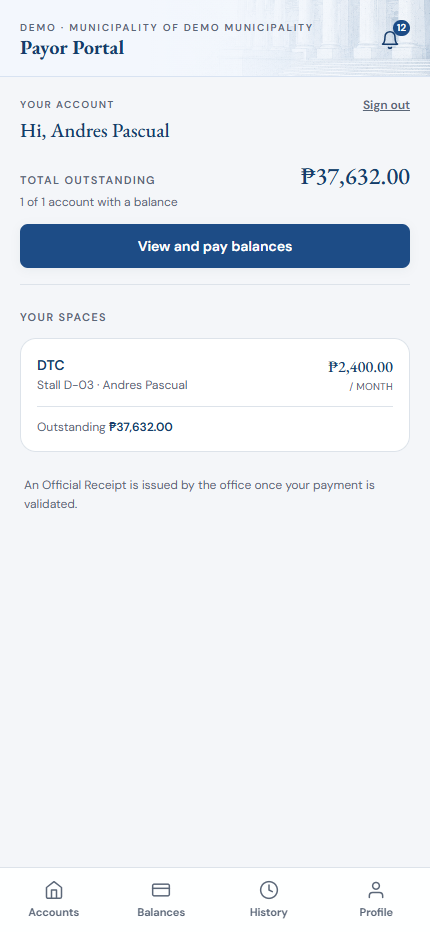 DEMO · MUNICIPALITY OF DEMO MUNICIPALITY
Payor Portal
12
YOUR ACCOUNT
Sign out
Hi, Andres Pascual
TOTAL OUTSTANDING
₱37,632.00
1 of 1 account with a balance
View and pay balances
YOUR SPACES
DTC
₱2,400.00
Stall D-03 · Andres Pascual
/ MONTH
Outstanding ₱37,632.00
An Official Receipt is issued by the office once your payment is
validated.
Accounts
Balances
History
Profile